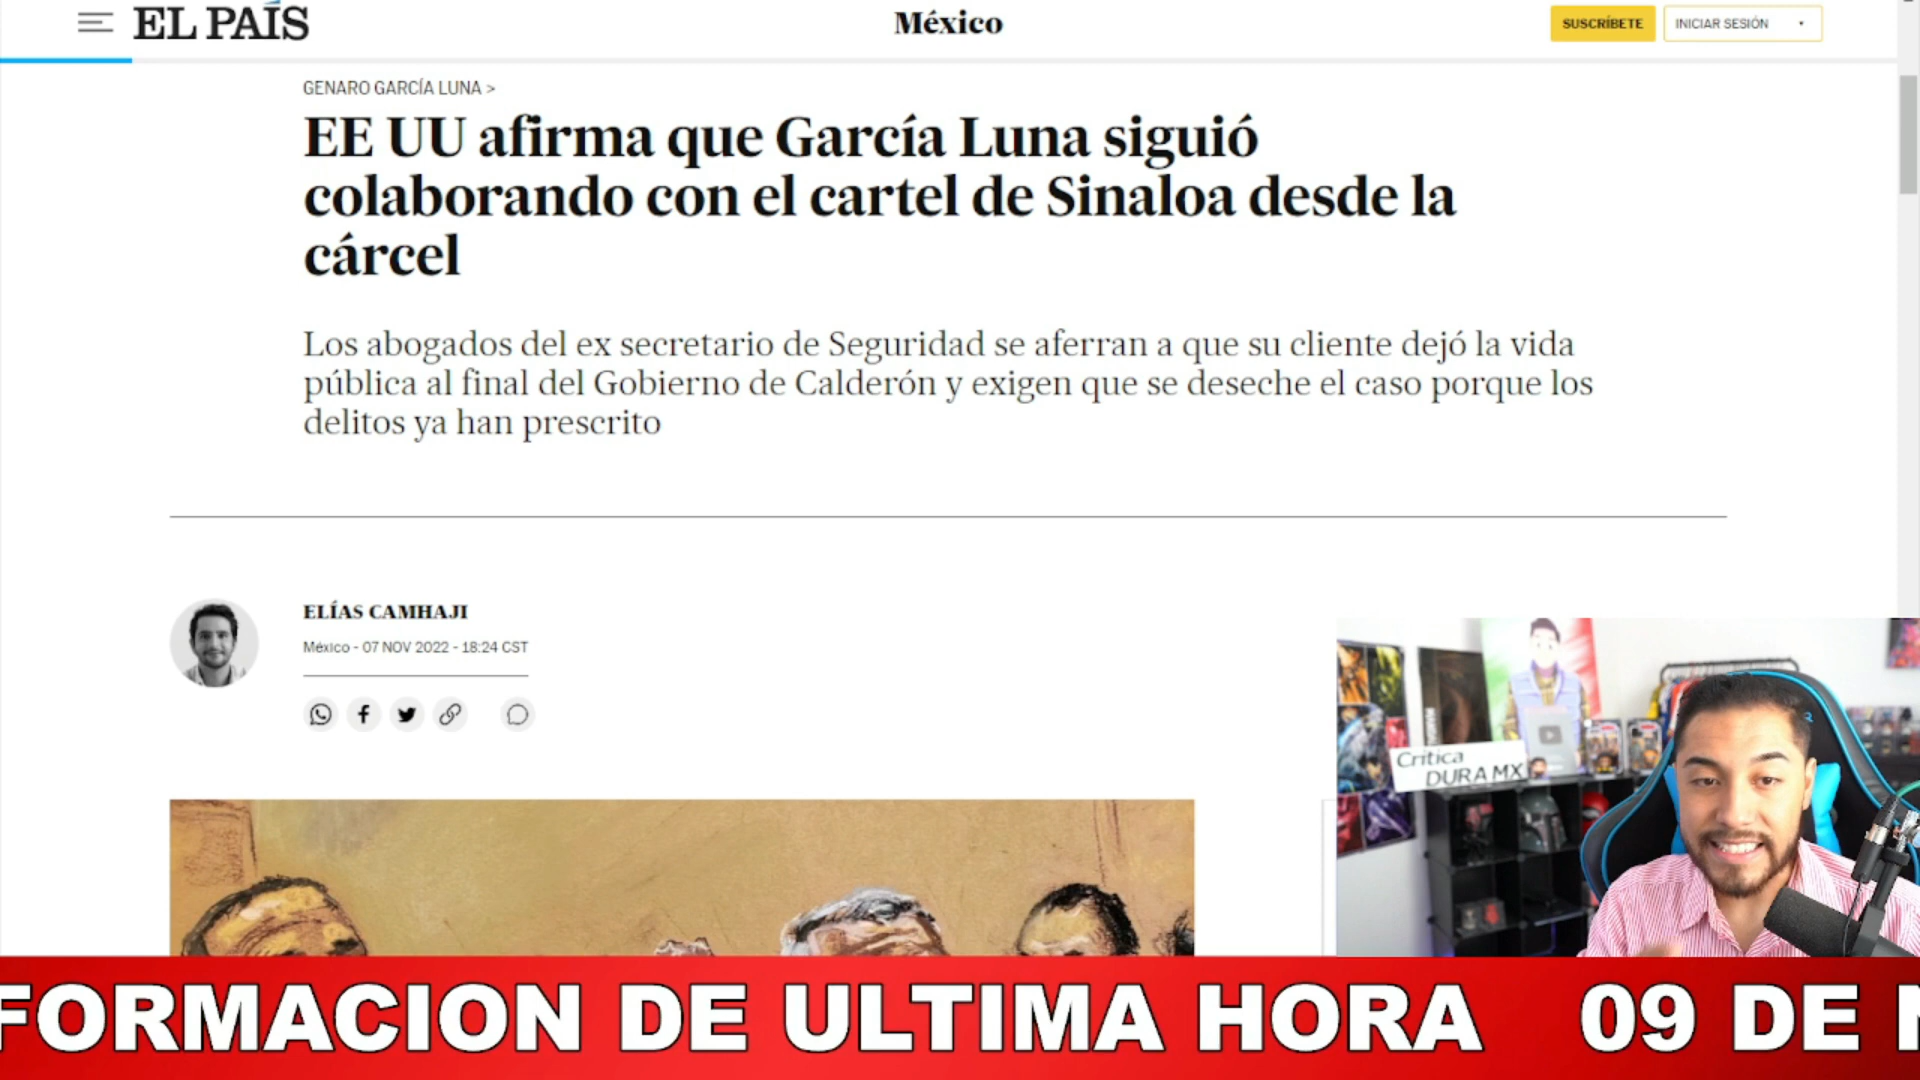 EL PAÍS
México
SUSCRÍBETE
INICIAR SESIÓN
GENARO GARCÍA LUNA >
EE UU afirma que García Luna siguió
colaborando con el cartel de Sinaloa desde la
cárcel
Los abogados del ex secretario de Seguridad se aferran a que su cliente dejó la vida
pública al final del Gobierno de Calderón y exigen que se deseche el caso porque los
delitos ya han prescrito
ELÍAS CAMHAJI
México - 07 NOV 2022 - 18:24 CST
Crítica
DURA MX
FORMACION DE ULTIMA HORA 09 DE N